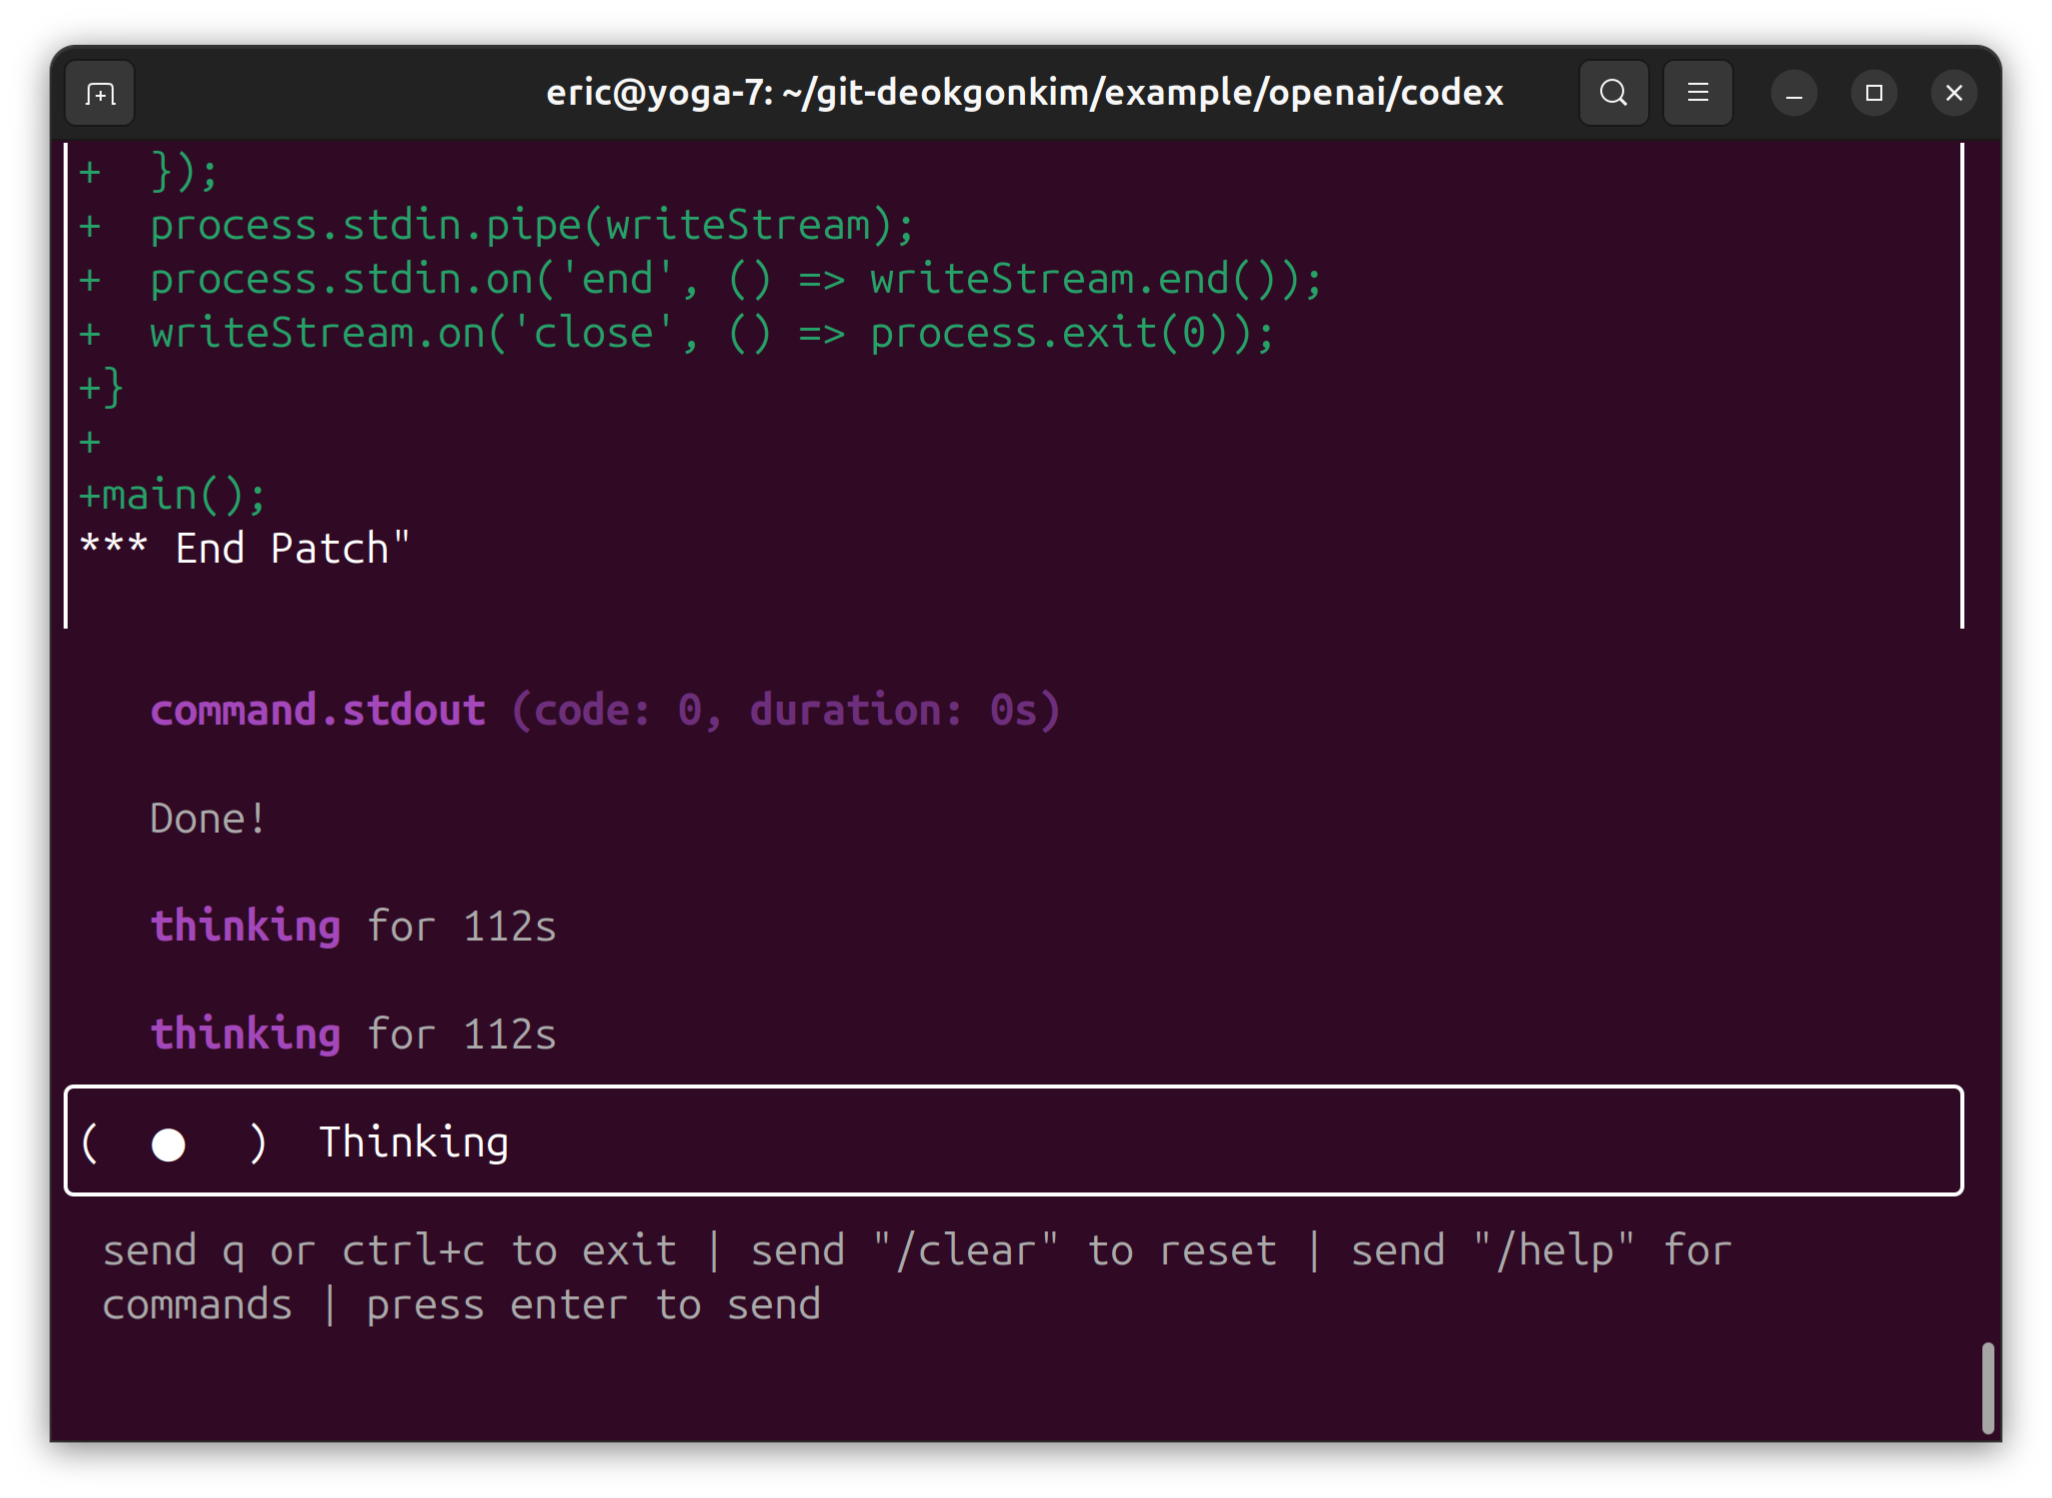 eric@yoga-7: ~/git-deokgonkim/example/openai/codex
+  });
+  process.stdin.pipe(writeStream);
+  process.stdin.on('end', () => writeStream.end());
+  writeStream.on('close', () => process.exit(0));
+}
+
+main();
*** End Patch"
command.stdout (code: 0, duration: 0s)
Done!
thinking for 112s
thinking for 112s
(  ●   )  Thinking
send q or ctrl+c to exit | send "/clear" to reset | send "/help" for
commands | press enter to send